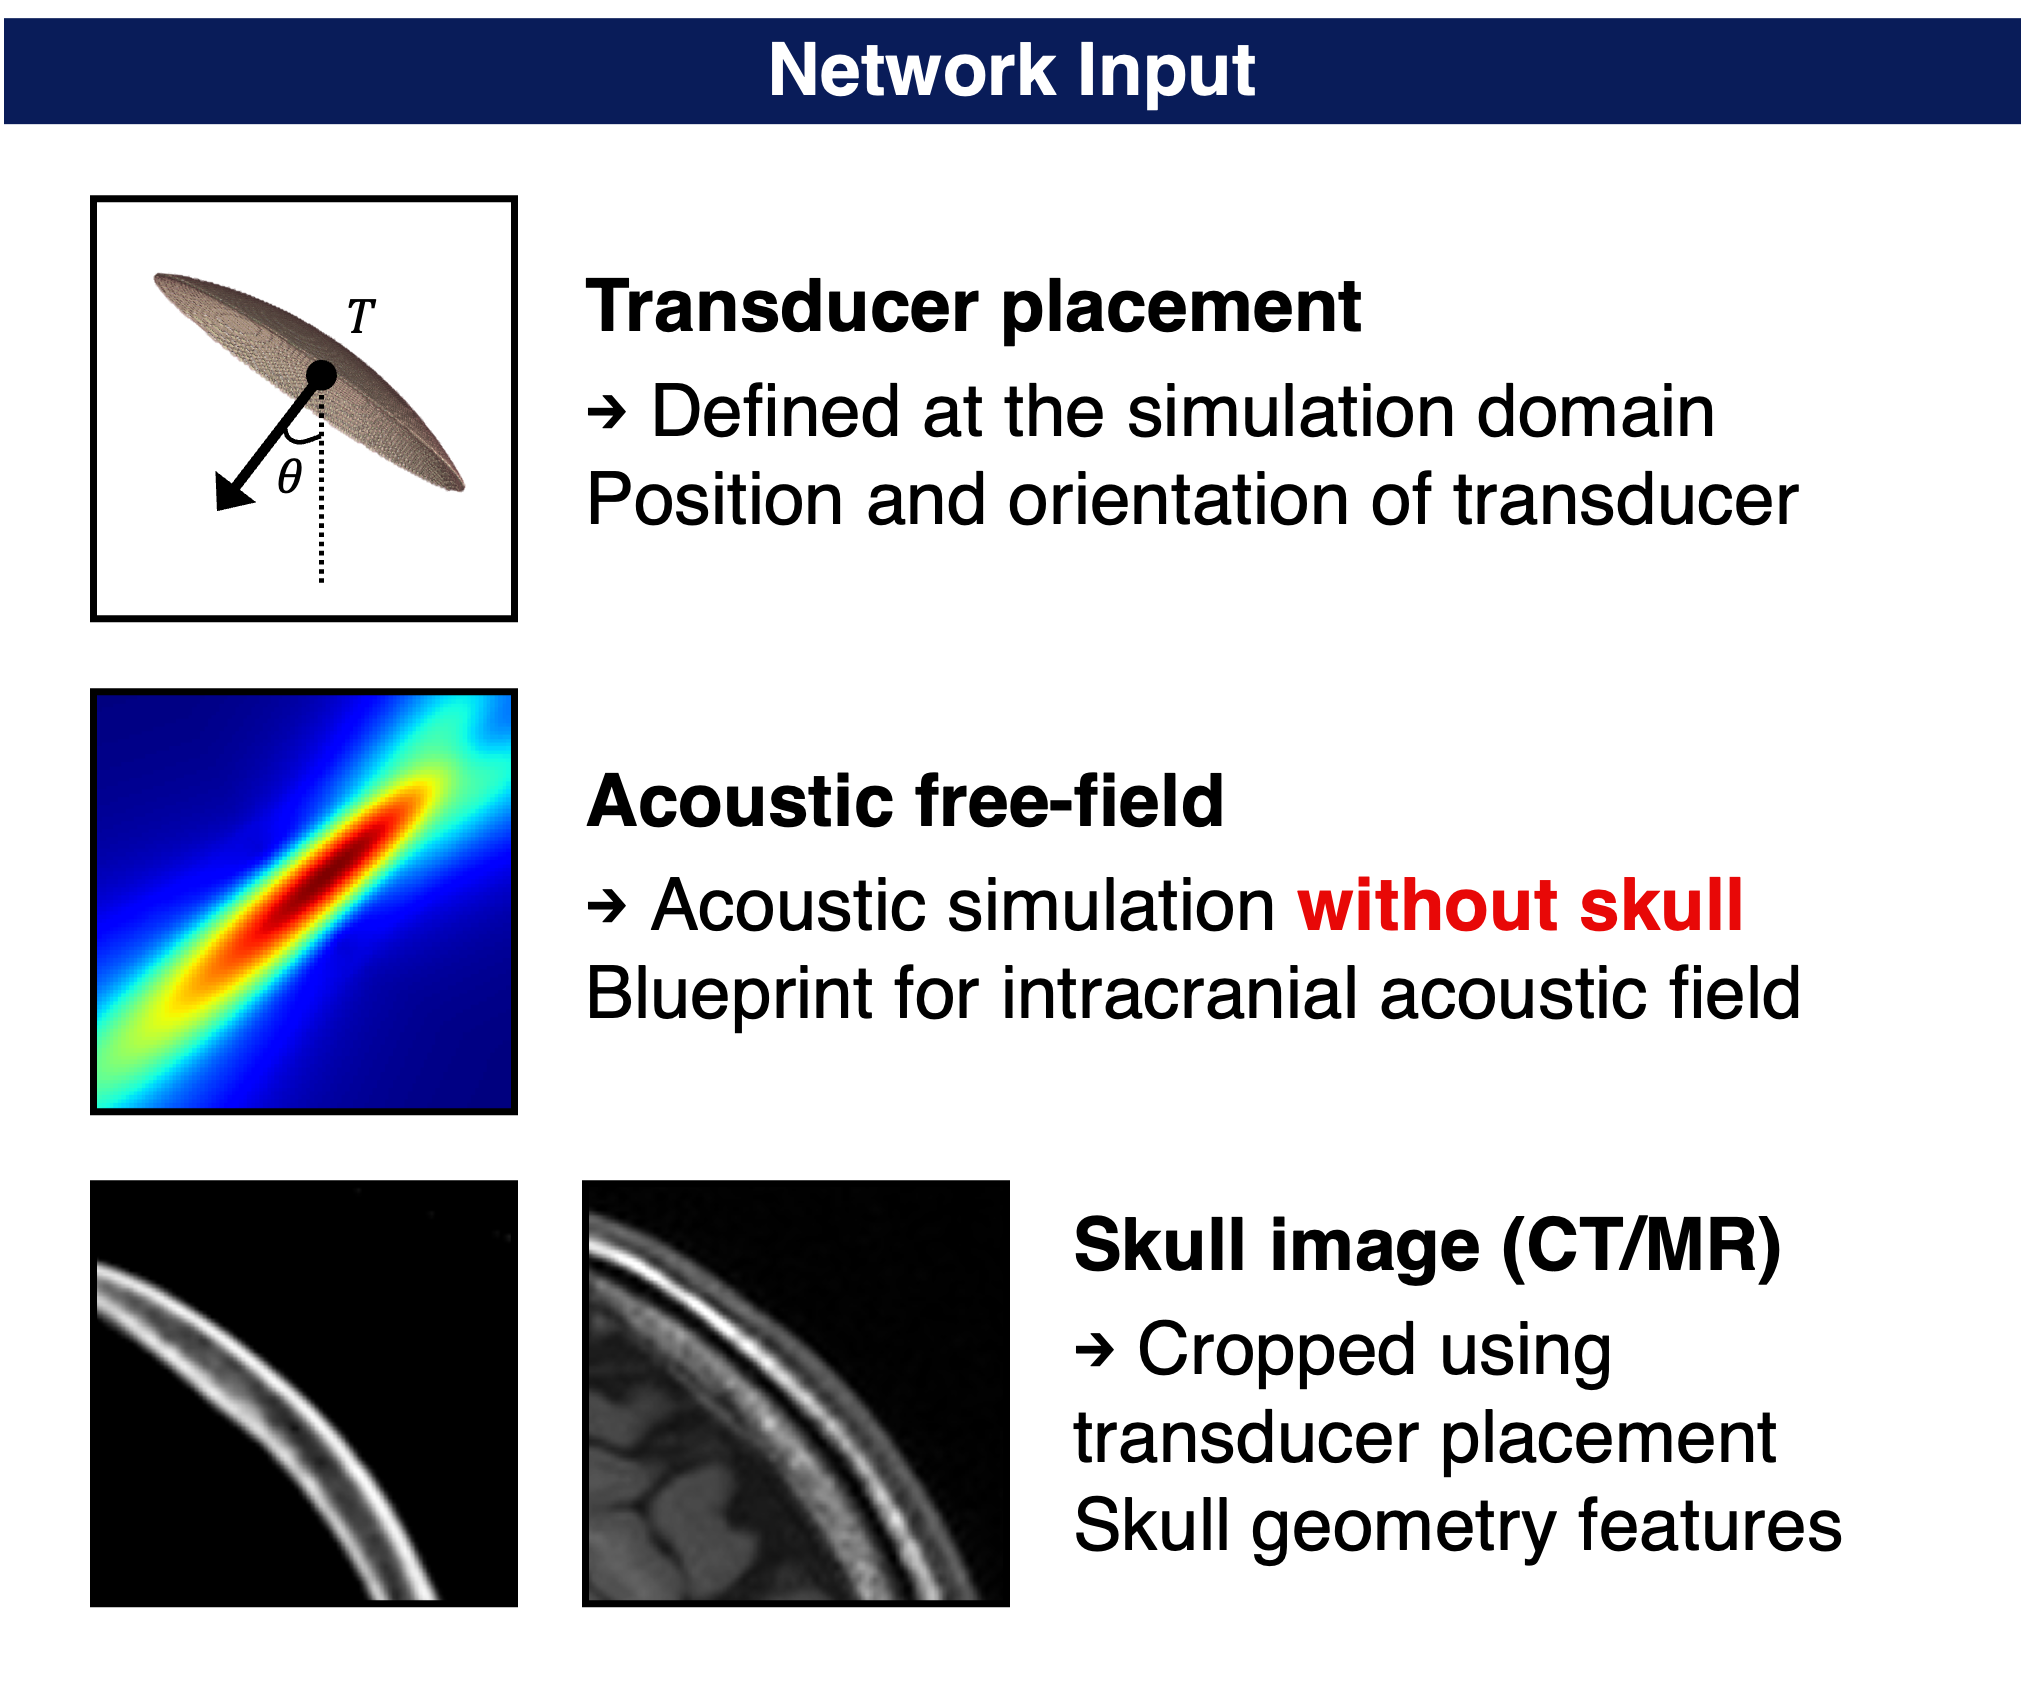 Network Input
T
θ
Transducer placement
➔ Defined at the simulation domain
Position and orientation of transducer
Acoustic free-field
➔ Acoustic simulation without skull
Blueprint for intracranial acoustic field
Skull image (CT/MR)
➔ Cropped using
transducer placement
Skull geometry features